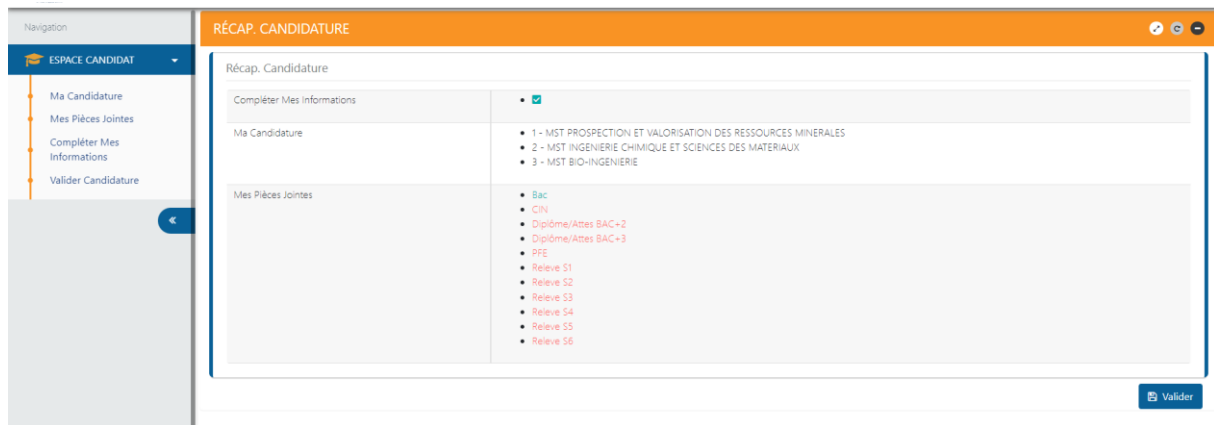 Navigation
ESPACE CANDIDAT
Ma Candidature
Mes Pièces Jointes
Compléter Mes
Informations
Valider Candidature
RÉCAP. CANDIDATURE
Récap. Candidature
Compléter Mes Informations
Ma Candidature
1 - MST PROSPECTION ET VALORISATION DES RESSOURCES MINERALES
2 - MST INGENIERIE CHIMIQUE ET SCIENCES DES MATERIAUX
3 - MST BIO-INGENIERIE
Mes Pièces Jointes
Bac
CIN
Diplôme/Attes BAC+2
Diplôme/Attes BAC+3
PFE
Releve S1
Releve S2
Releve S3
Releve S4
Releve S5
Releve S6
Valider